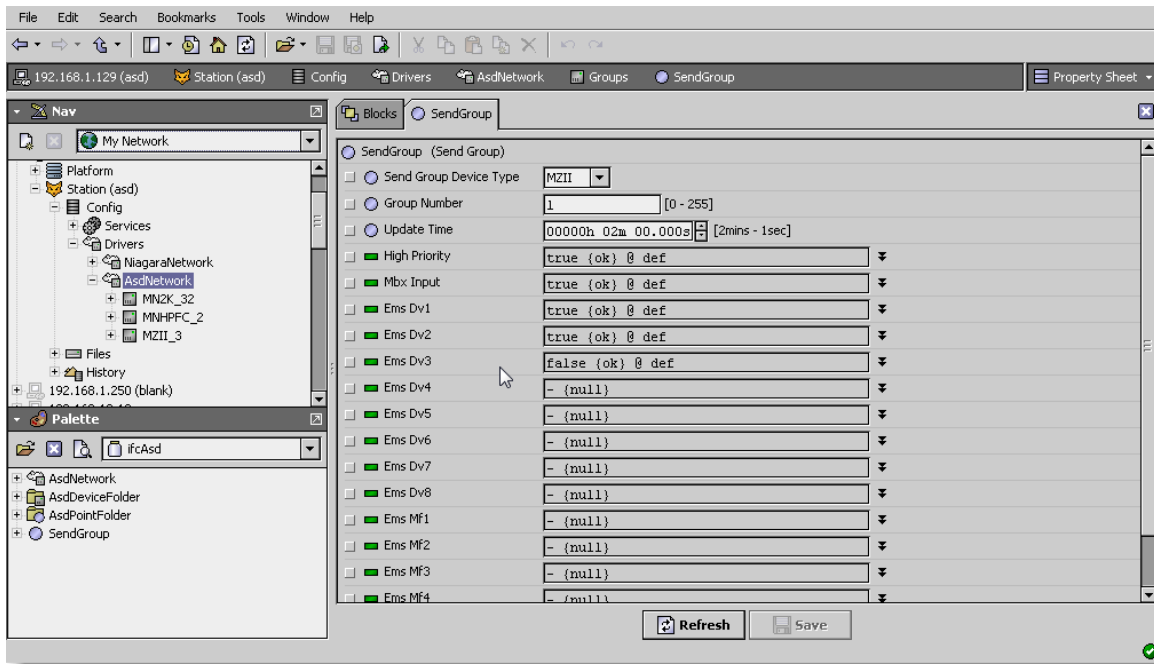 File Edit Search Bookmarks Tools Window Help
192.168.1.129 (asd) Station (asd) Config Drivers AsdNetwork Groups SendGroup Property Sheet
Nav
My Network
Platform
Station (asd)
Config
Services
Drivers
NiagaraNetwork
AsdNetwork
MN2K_32
MNHPFC_2
MZII_3
Files
History
192.168.1.250 (blank)
Palette
ifcAsd
AsdNetwork
AsdDeviceFolder
AsdPointFolder
SendGroup
Blocks SendGroup
SendGroup (Send Group)
Send Group Device Type MZII
Group Number 1 [0 - 255]
Update Time 00000h 02m 00.000s [2mins - 1sec]
High Priority true {ok} @ def
Mbx Input true {ok} @ def
Ems Dv1 true {ok} @ def
Ems Dv2 true {ok} @ def
Ems Dv3 false {ok} @ def
Ems Dv4 - {null}
Ems Dv5 - {null}
Ems Dv6 - {null}
Ems Dv7 - {null}
Ems Dv8 - {null}
Ems Mf1 - {null}
Ems Mf2 - {null}
Ems Mf3 - {null}
Ems Mf4 - {null}
Refresh Save